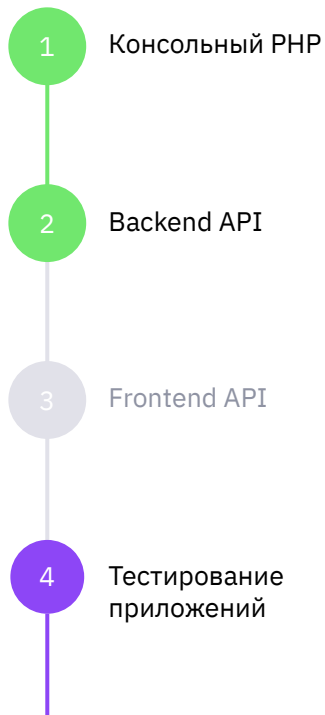 1 Консольный PHP
2 Backend API
3 Frontend API
4 Тестирование
приложений